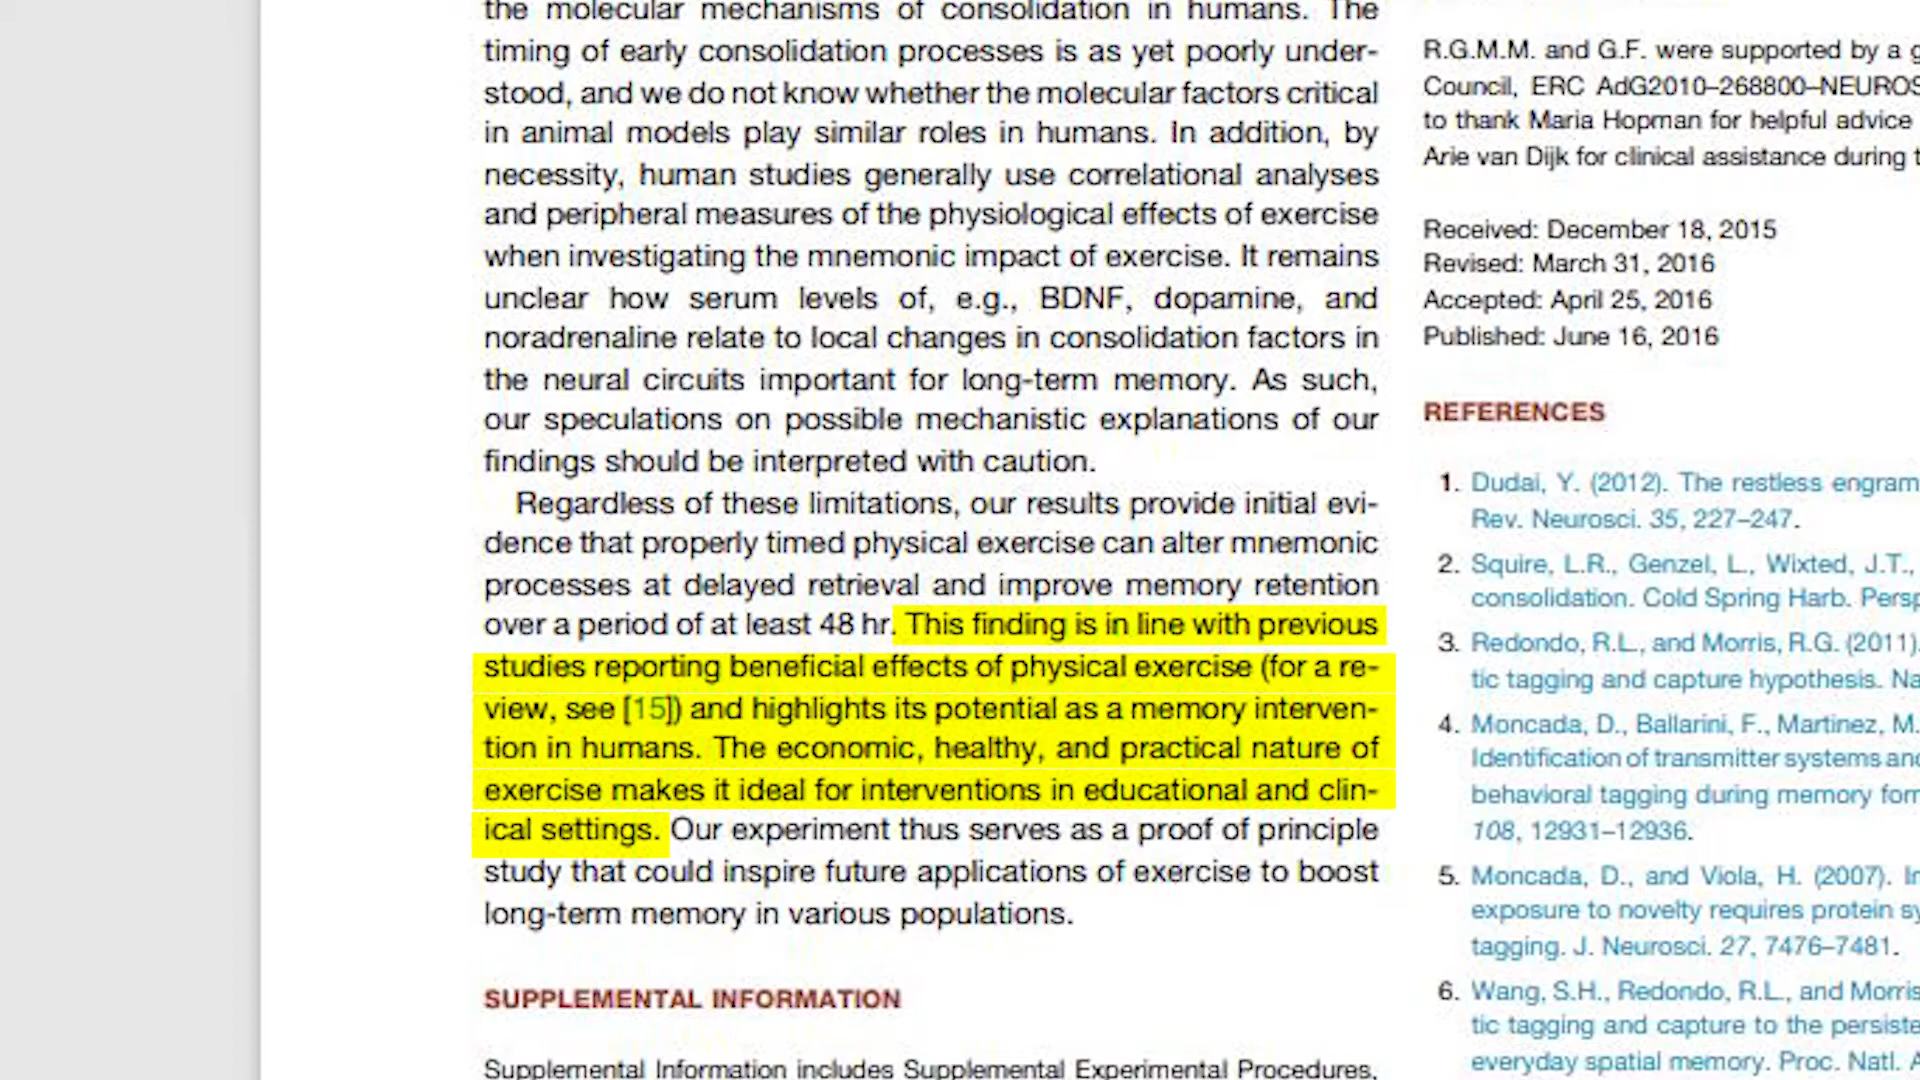 the molecular mechanisms of consolidation in humans. The
timing of early consolidation processes is as yet poorly under-
stood, and we do not know whether the molecular factors critical
in animal models play similar roles in humans. In addition, by
necessity, human studies generally use correlational analyses
and peripheral measures of the physiological effects of exercise
when investigating the mnemonic impact of exercise. It remains
unclear how serum levels of, e.g., BDNF, dopamine, and
noradrenaline relate to local changes in consolidation factors in
the neural circuits important for long-term memory. As such,
our speculations on possible mechanistic explanations of our
findings should be interpreted with caution.
Regardless of these limitations, our results provide initial evi-
dence that properly timed physical exercise can alter mnemonic
processes at delayed retrieval and improve memory retention
over a period of at least 48 hr. This finding is in line with previous
studies reporting beneficial effects of physical exercise (for a re-
view, see [15]) and highlights its potential as a memory interven-
tion in humans. The economic, healthy, and practical nature of
exercise makes it ideal for interventions in educational and clin-
ical settings. Our experiment thus serves as a proof of principle
study that could inspire future applications of exercise to boost
long-term memory in various populations.
SUPPLEMENTAL INFORMATION
Supplemental Information includes Supplemental Experimental Procedures,
R.G.M.M. and G.F. were supported by a g
Council, ERC AdG2010–268800–NEUROS
to thank Maria Hopman for helpful advice
Arie van Dijk for clinical assistance during t
Received: December 18, 2015
Revised: March 31, 2016
Accepted: April 25, 2016
Published: June 16, 2016
REFERENCES
1. Dudai, Y. (2012). The restless engram
Rev. Neurosci. 35, 227–247.
2. Squire, L.R., Genzel, L., Wixted, J.T.,
consolidation. Cold Spring Harb. Persp
3. Redondo, R.L., and Morris, R.G. (2011).
tic tagging and capture hypothesis. Na
4. Moncada, D., Ballarini, F., Martinez, M.
Identification of transmitter systems and
behavioral tagging during memory form
108, 12931–12936.
5. Moncada, D., and Viola, H. (2007). In
exposure to novelty requires protein sy
tagging. J. Neurosci. 27, 7476–7481.
6. Wang, S.H., Redondo, R.L., and Morris
tic tagging and capture to the persiste
everyday spatial memory. Proc. Natl. A